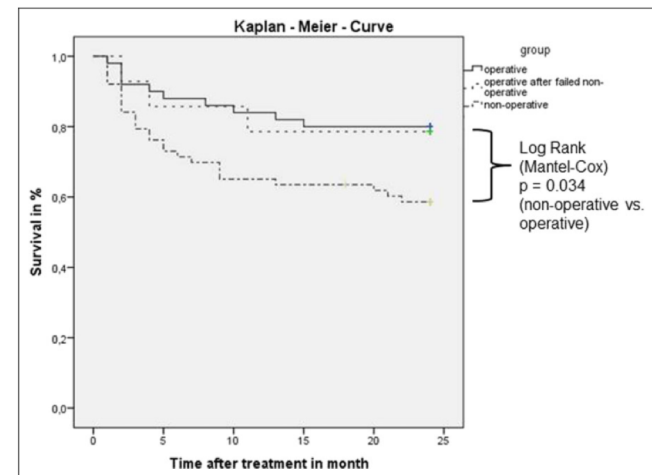 Kaplan - Meier - Curve
group
operative
operative after failed non-
operative
non-operative
1,0
0,8
0,6
0,4
0,2
0,0
Survival in %
Log Rank
(Mantel-Cox)
p = 0.034
(non-operative vs.
operative)
0 5 10 15 20 25
Time after treatment in month